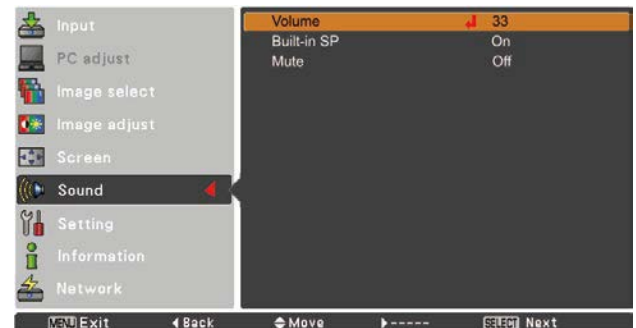 Input
PC adjust
Image select
Image adjust
Screen
Sound
Setting
Information
Network
Volume 33
Built-in SP On
Mute Off
MENU Exit Back Move ----- SELECT Next